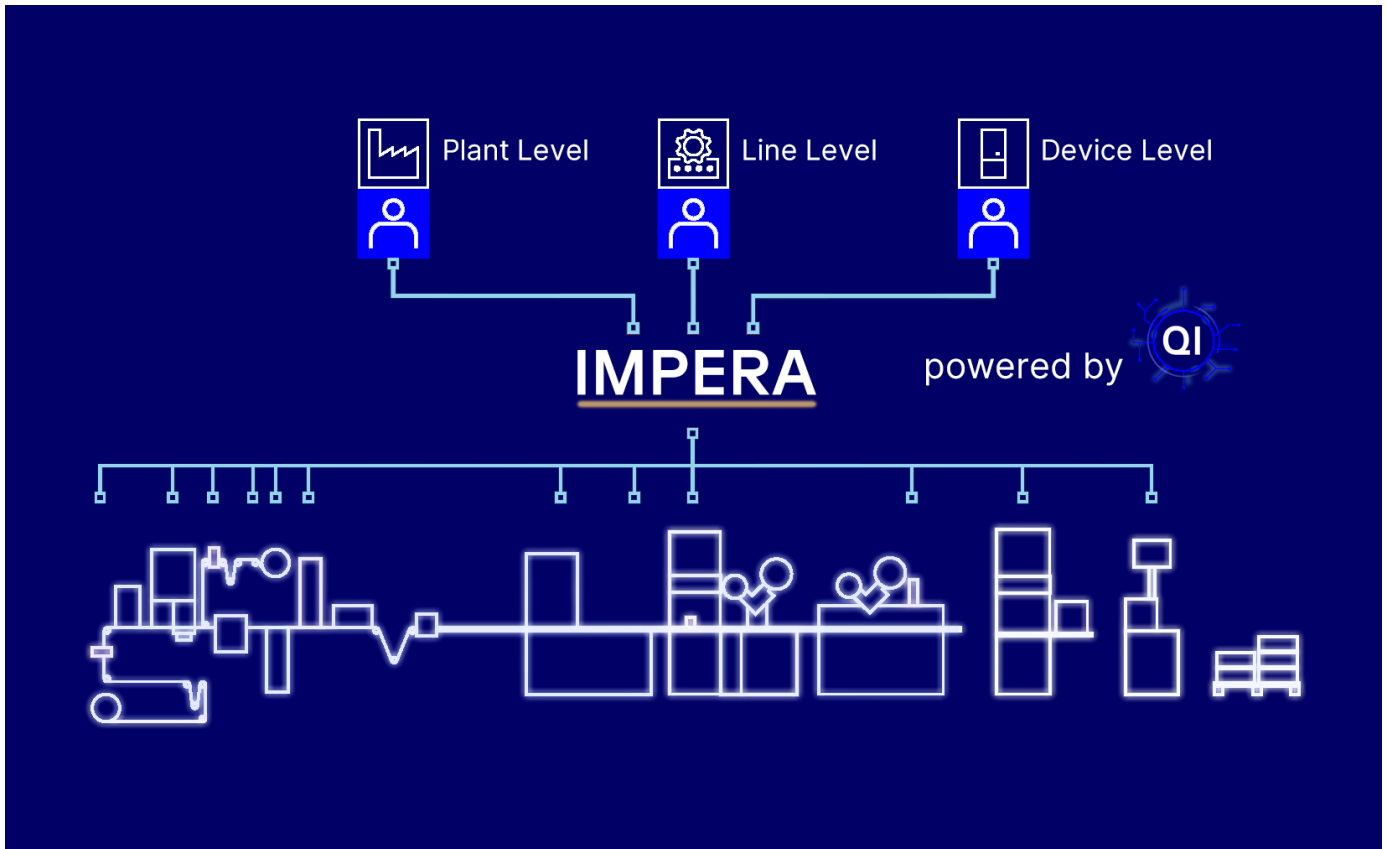 Plant Level
Line Level
Device Level
IMPERA
powered by
QI